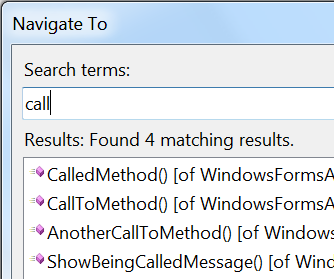 Navigate To
Search terms:
call
Results: Found 4 matching results.
CalledMethod() [of WindowsFormsA
CallToMethod() [of WindowsFormsA
AnotherCallToMethod() [of Windows
ShowBeingCalledMessage() [of Wind